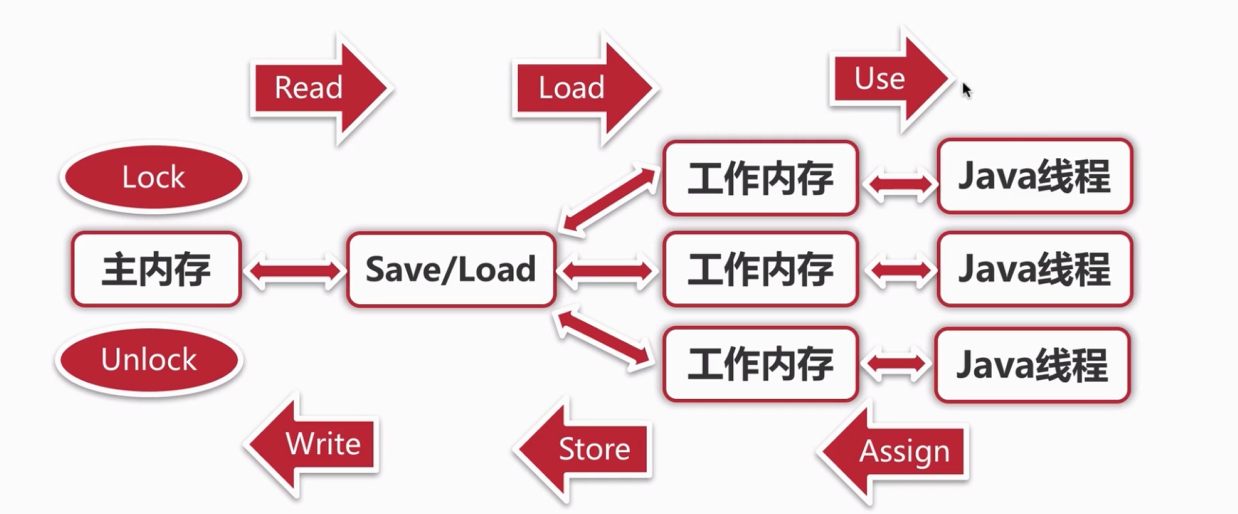 Read
Load
Use
Lock
工作内存
Java线程
主内存
Save/Load
工作内存
Java线程
Unlock
工作内存
Java线程
Write
Store
Assign